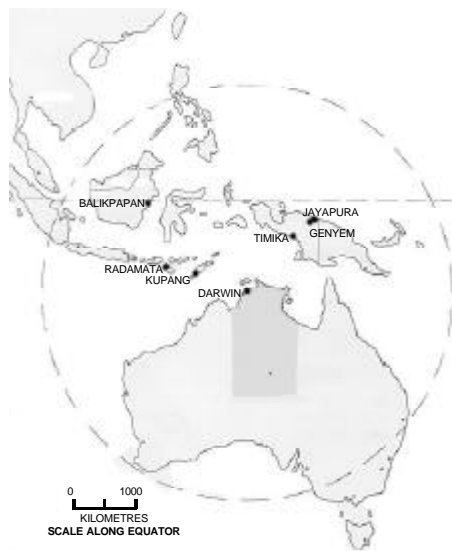 BALIKPAPAN
JAYAPURA
TIMIKA
GENYEM
RADAMATA
KUPANG
DARWIN
0 1000
KILOMETRES
SCALE ALONG EQUATOR